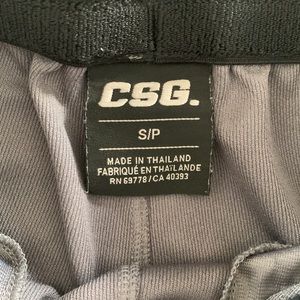 CSG.
S/P
MADE IN THAILAND
FABRIQUÉ EN THAÏLANDE
RN 69778 / CA 40393